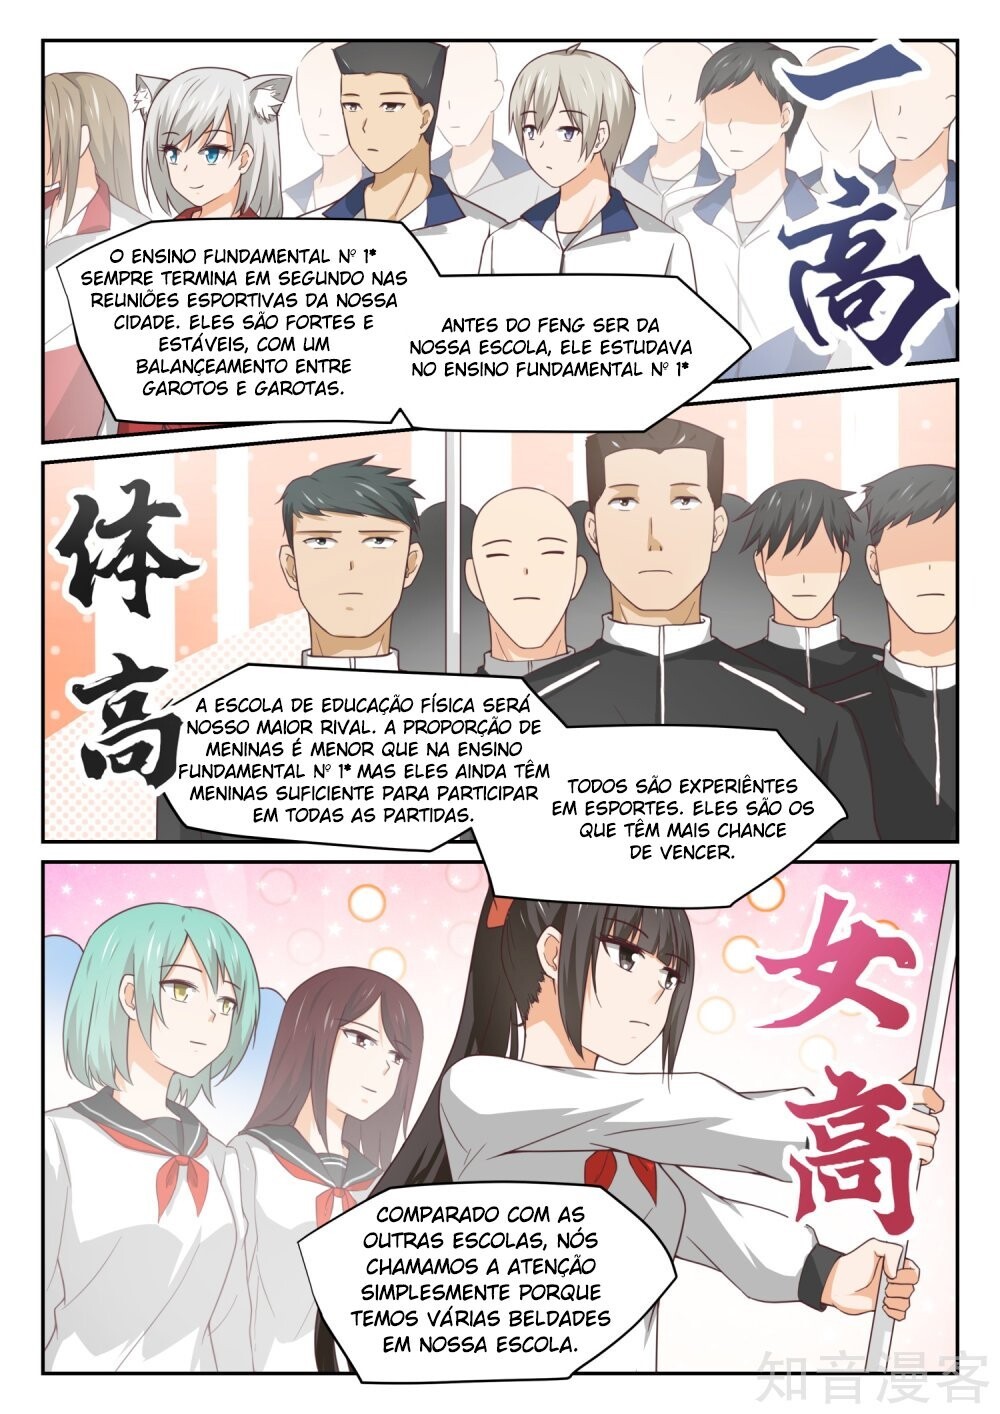 一高
O ENSINO FUNDAMENTAL Nº 1*
SEMPRE TERMINA EM SEGUNDO NAS
REUNIÕES ESPORTIVAS DA NOSSA
CIDADE. ELES SÃO FORTES E
ESTÁVEIS, COM UM
BALANÇEAMENTO ENTRE
GAROTOS E GAROTAS.
ANTES DO FENG SER DA
NOSSA ESCOLA, ELE ESTUDAVA
NO ENSINO FUNDAMENTAL Nº 1*
体高
A ESCOLA DE EDUCAÇÃO FÍSICA SERÁ
NOSSO MAIOR RIVAL. A PROPORÇÃO DE
MENINAS É MENOR QUE NA ENSINO
FUNDAMENTAL Nº 1* MAS ELES AINDA TÊM
MENINAS SUFICIENTE PARA PARTICIPAR
EM TODAS AS PARTIDAS.
TODOS SÃO EXPERIÊNTES
EM ESPORTES. ELES SÃO OS
QUE TÊM MAIS CHANCE
DE VENCER.
女高
COMPARADO COM AS
OUTRAS ESCOLAS, NÓS
CHAMAMOS A ATENÇÃO
SIMPLESMENTE PORQUE
TEMOS VÁRIAS BELDADES
EM NOSSA ESCOLA.
知音漫客